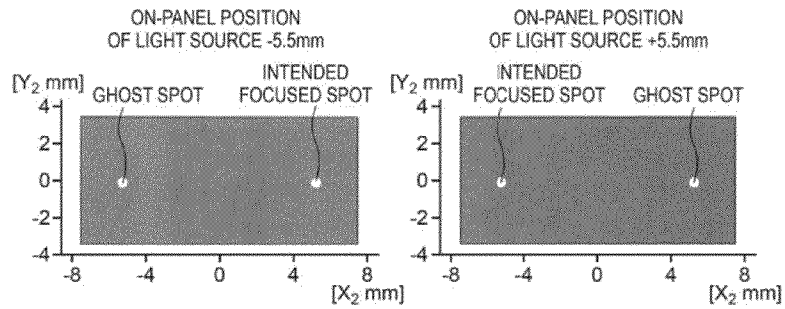 ON-PANEL POSITION
OF LIGHT SOURCE -5.5mm
[Y2 mm]
GHOST SPOT
INTENDED
FOCUSED SPOT
4
2
0
-2
-4
-8 -4 0 4 8
[X2 mm]
ON-PANEL POSITION
OF LIGHT SOURCE +5.5mm
[Y2 mm]
INTENDED
FOCUSED SPOT
GHOST SPOT
4
2
0
-2
-4
-8 -4 0 4 8
[X2 mm]